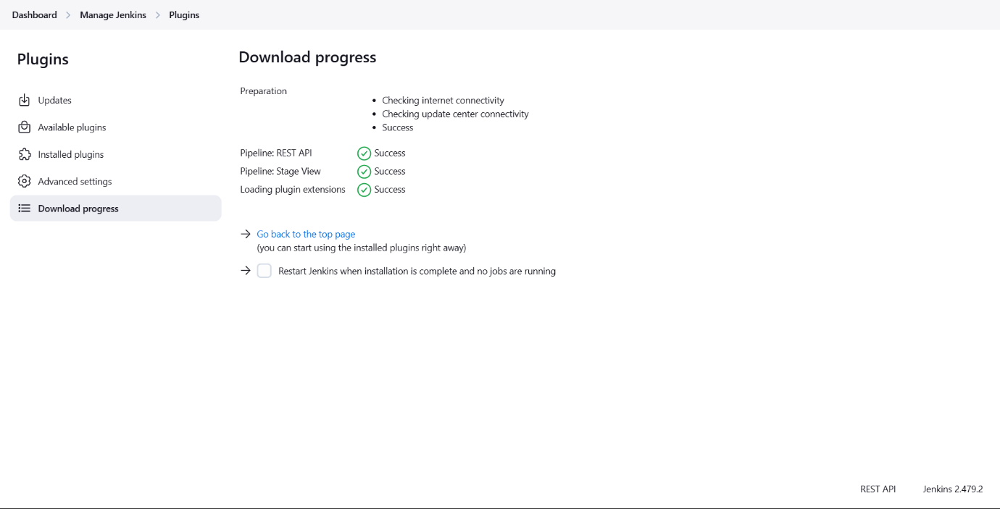 Dashboard > Manage Jenkins > Plugins
Plugins
Updates
Available plugins
Installed plugins
Advanced settings
Download progress
Download progress
Preparation
• Checking internet connectivity
• Checking update center connectivity
• Success
Pipeline: REST API Success
Pipeline: Stage View Success
Loading plugin extensions Success
→ Go back to the top page
(you can start using the installed plugins right away)
→ Restart Jenkins when installation is complete and no jobs are running
REST API Jenkins 2.479.2